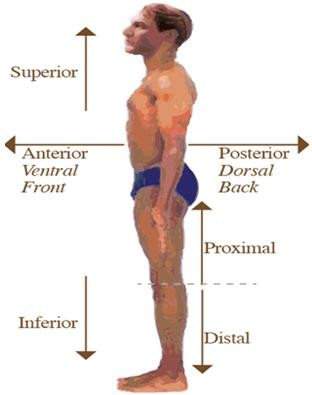 Superior
Anterior
Ventral
Front
Posterior
Dorsal
Back
Proximal
Inferior
Distal